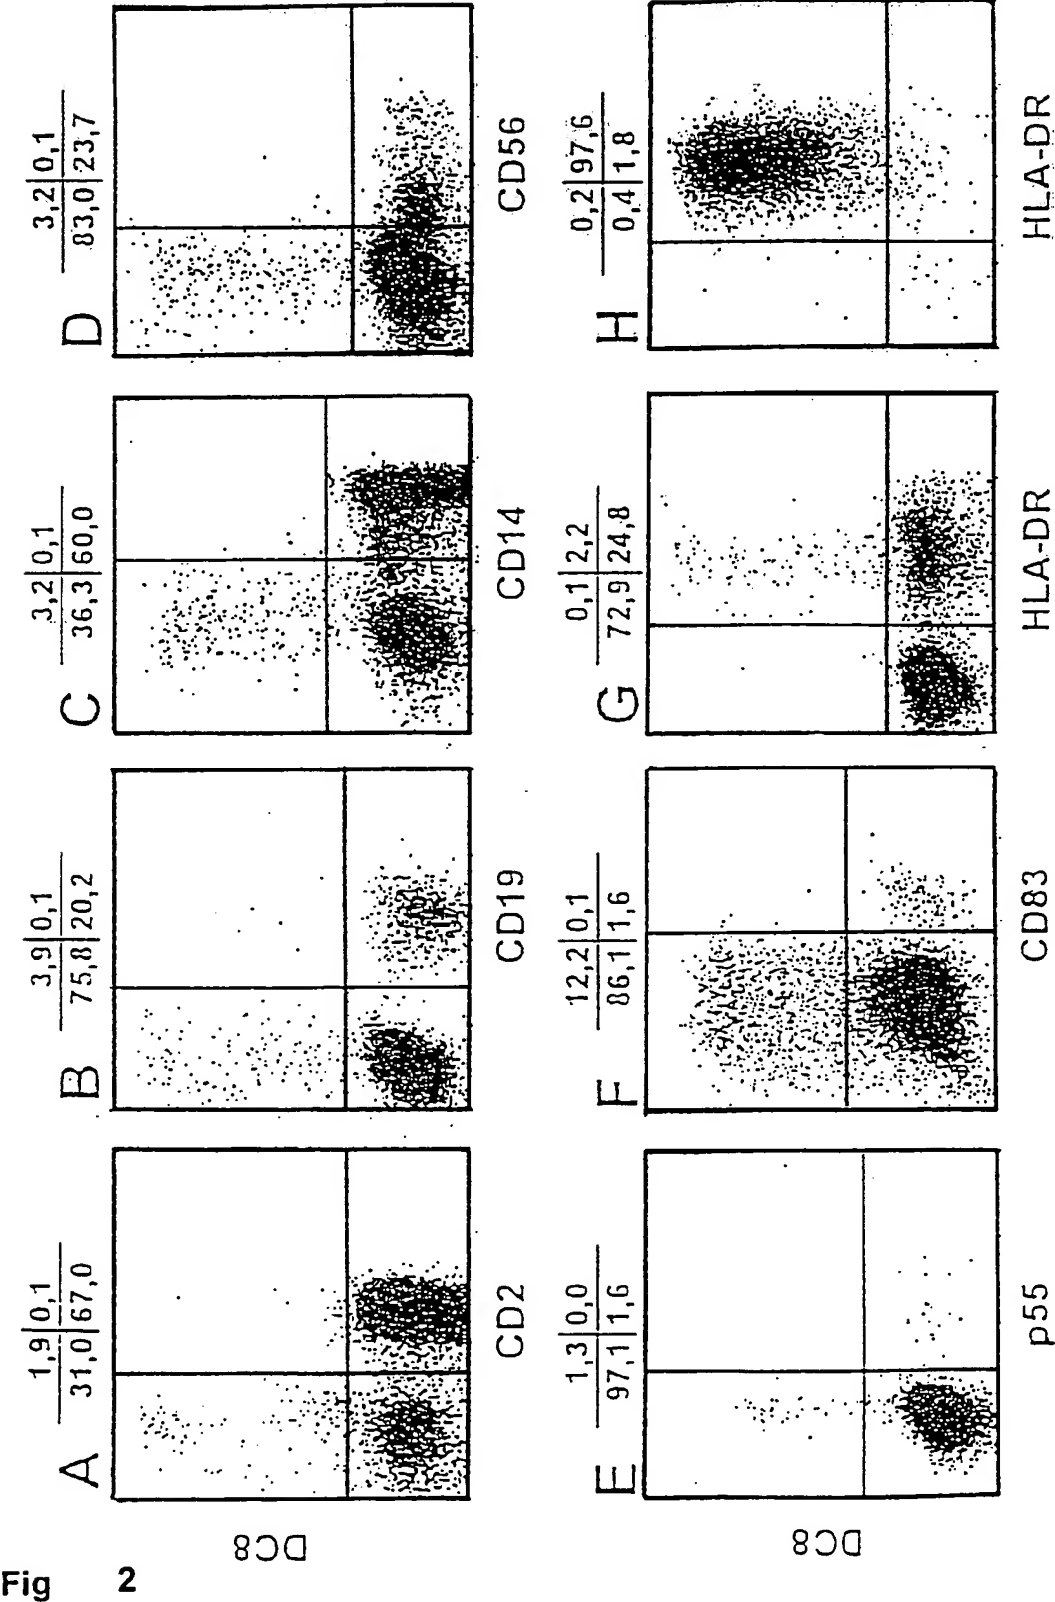 A
1,9|0,1
31,0|67,0
CD2
B
3,9|0,1
75,8|20,2
CD19
C
3,2|0,1
36,3|60,0
CD14
D
3,2|0,1
83,0|23,7
CD56
DC8
E
1,3|0,0
97,1|1,6
p55
F
12,2|0,1
86,1|1,6
CD83
G
0,1|2,2
72,9|24,8
HLA-DR
H
0,2|97,6
0,4|1,8
HLA-DR
DC8
Fig 2